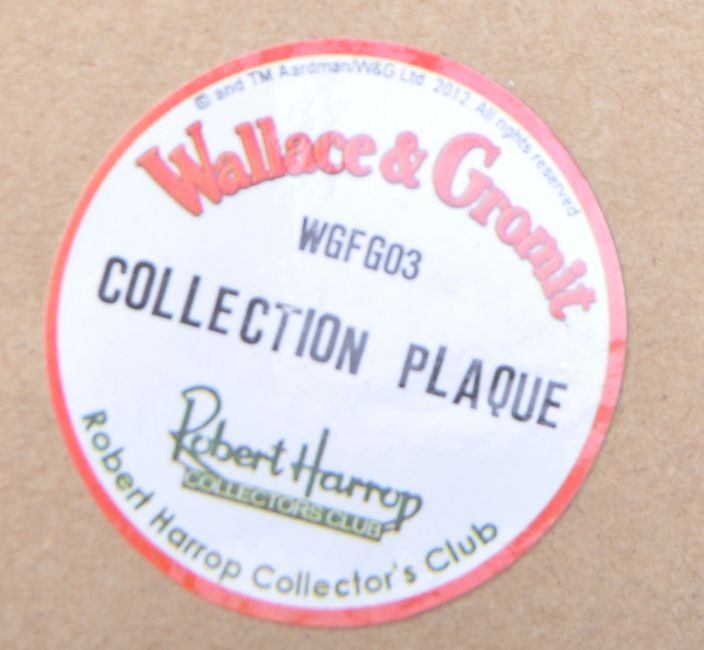 © and TM Aardman/W&G Ltd. 2012. All rights reserved
Wallace & Gromit
WGFG03
COLLECTION PLAQUE
Robert Harrop
COLLECTORS CLUB
Robert Harrop Collector's Club